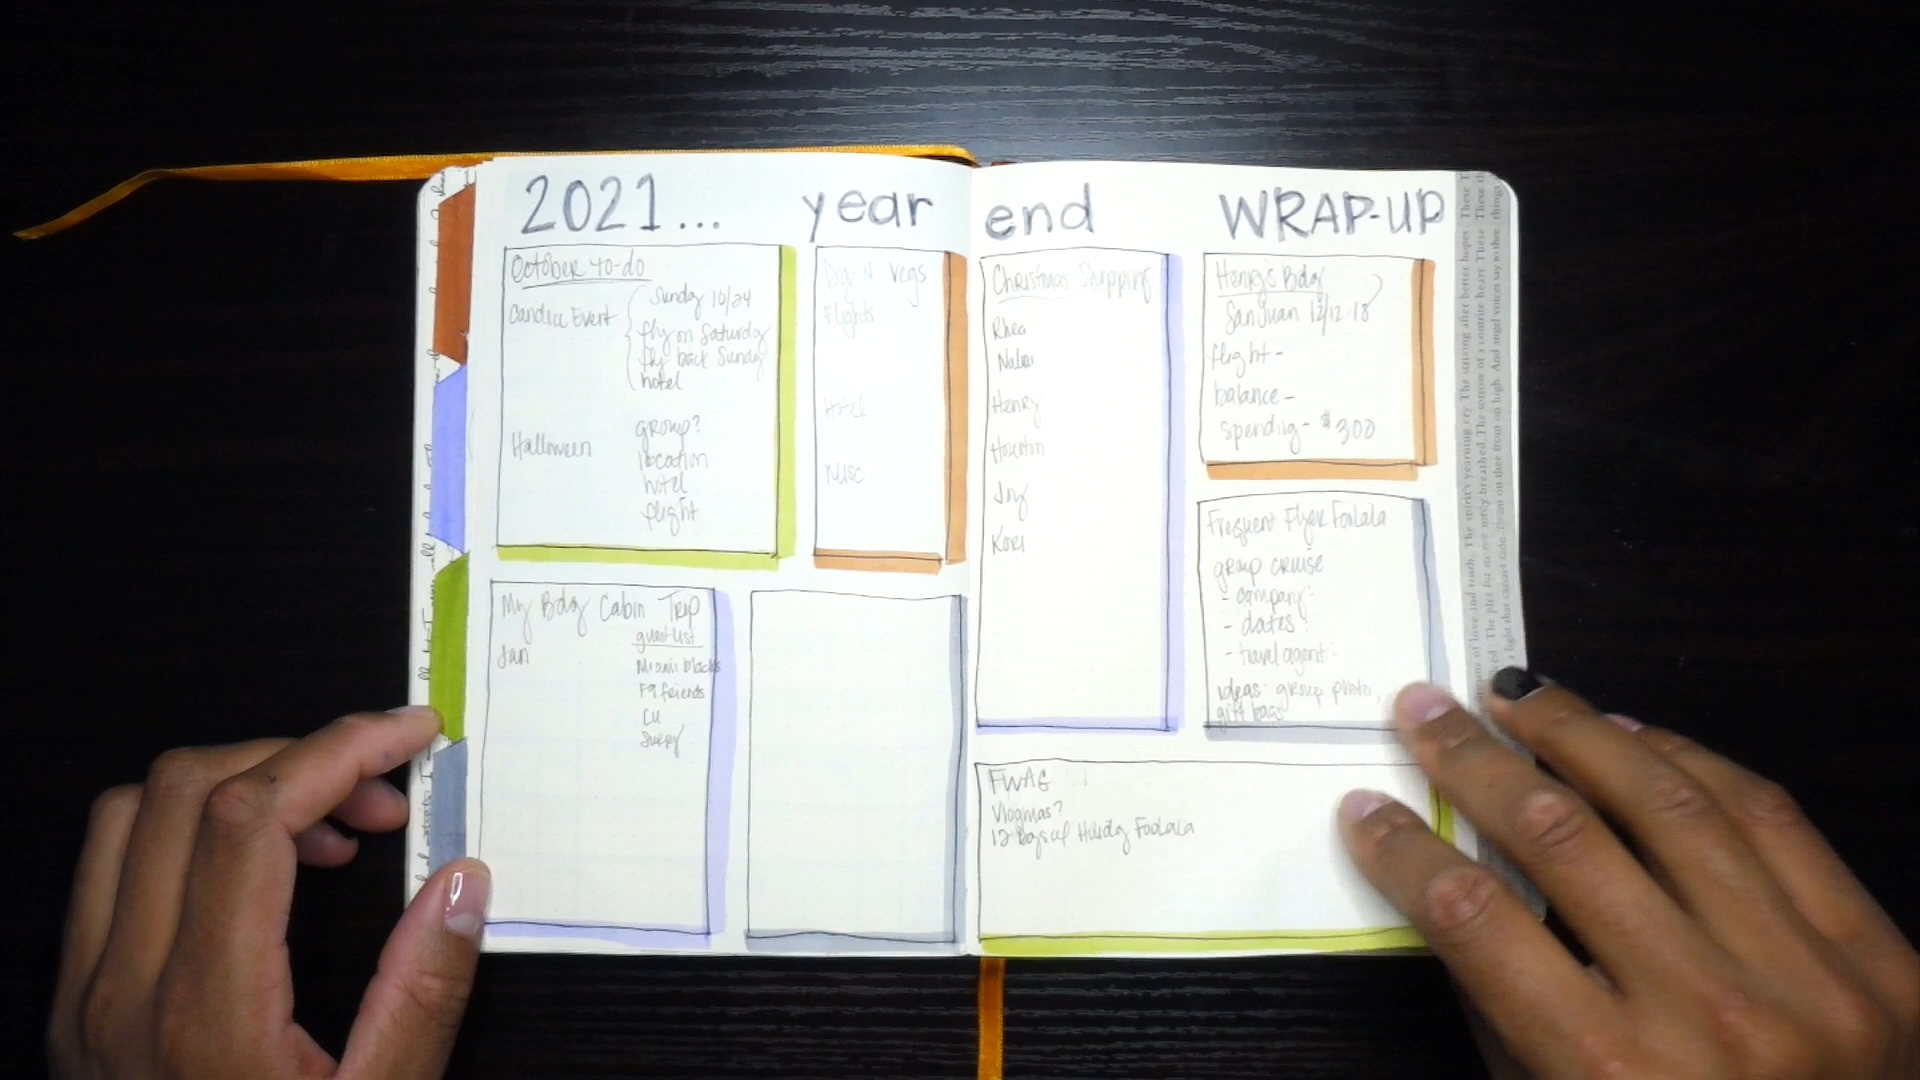 2021... year end WRAP-UP
October to-do
Candice Event
Sunday 10/24
fly on Saturday
fly back Sunday
hotel
Halloween
group?
location
hotel
flight
Vegas
Flights
Hotel
Misc
My Bday Cabin Trip
Jan
guest list
Miami blacks
F9 friends
CU
Christmas Shopping
Rhea
Henry
Houston
Joy
Kori
Henry's Bday
San Juan 12/12-18
flight -
balance -
spending - $300
Frequent Flyer Foolala
group cruise
- company:
- dates:
- travel agent:
ideas: group photo,
gift bags
FWAG
Vlogmas?
12 Days of Holiday Foolala